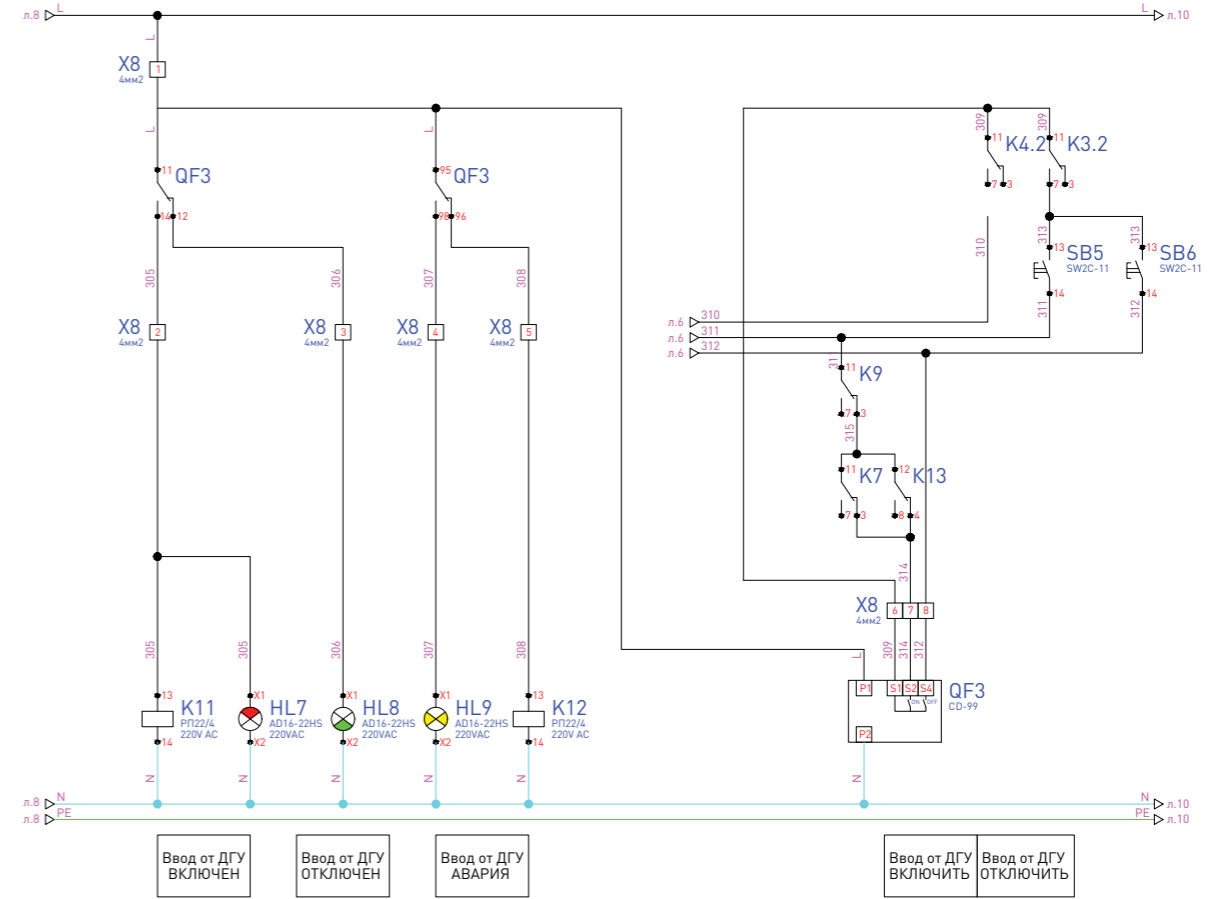 л.8 L
L л.10
L
X8 1
4мм2
L
L
11 QF3
14 12
95 QF3
98 96
309
309
11 K4.2
7 3
11 K3.2
7 3
305
306
307
308
310
313
313
13 SB5
SW2C-11
14
13 SB6
SW2C-11
14
311
312
X8 2
4мм2
X8 3
4мм2
X8 4
4мм2
X8 5
4мм2
л.6 310
л.6 311
л.6 312
311
11 K9
7 3
315
11 K7
7 3
12 K13
8 4
314
X8 6 7 8
4мм2
305
305
306
307
308
L
309
314
312
13 K11
РП22/4
220V AC
14
X1 HL7
AD16-22HS
220VAC
X2
X1 HL8
AD16-22HS
220VAC
X2
X1 HL9
AD16-22HS
220VAC
X2
13 K12
РП22/4
220V AC
14
P1 S1 S2 S4 QF3
CD-99
ON OFF
P2
N
N
N
N
N
N
л.8 N
N л.10
л.8 PE
PE л.10
Ввод от ДГУ
ВКЛЮЧЕН
Ввод от ДГУ
ОТКЛЮЧЕН
Ввод от ДГУ
АВАРИЯ
Ввод от ДГУ
ВКЛЮЧИТЬ
Ввод от ДГУ
ОТКЛЮЧИТЬ